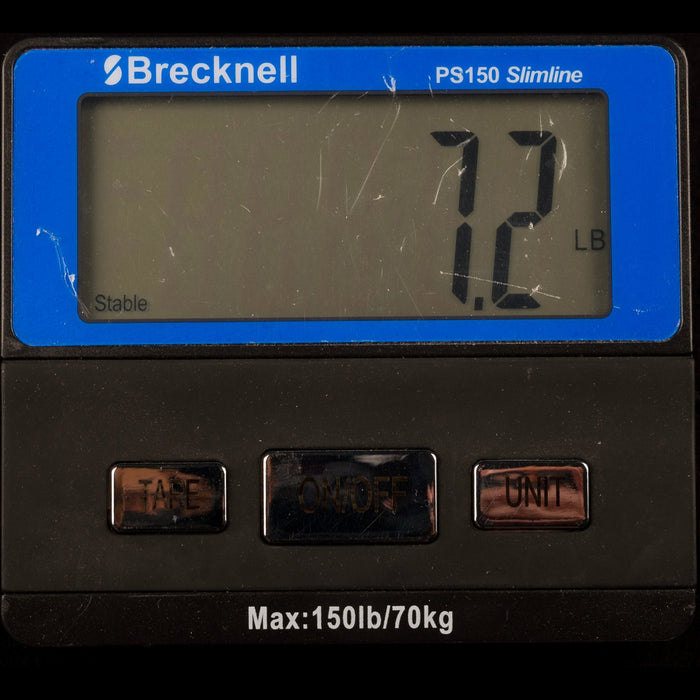 Brecknell PS150 Slimline
7.2 LB
Stable
TARE ON/OFF UNIT
Max:150lb/70kg